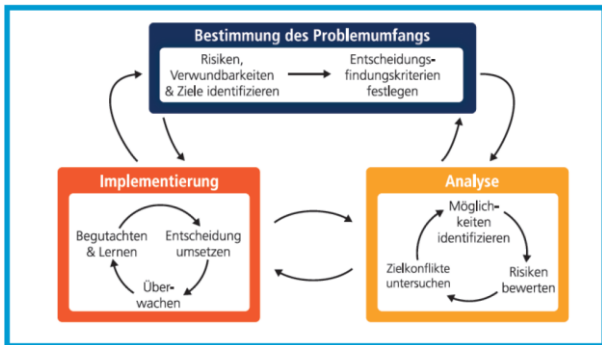 Bestimmung des Problemumfangs
Risiken,
Verwundbarkeiten
& Ziele identifizieren
Entscheidungs-
findungskriterien
festlegen
Implementierung
Begutachten
& Lernen
Entscheidung
umsetzen
Über-
wachen
Analyse
Möglich-
keiten
identifizieren
Zielkonflikte
untersuchen
Risiken
bewerten